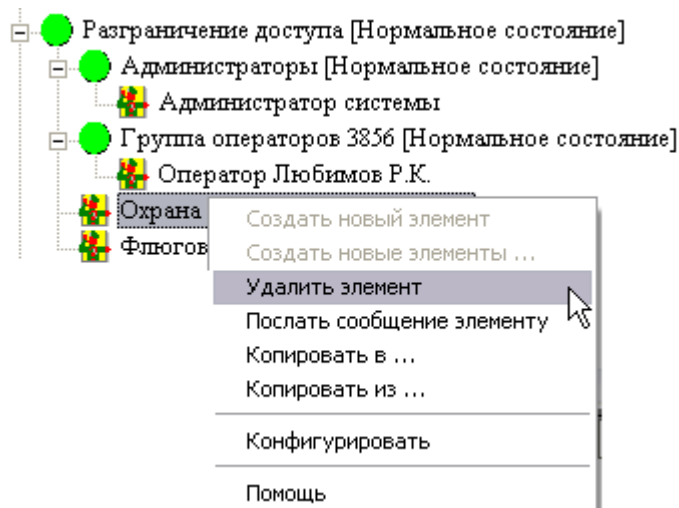 Разграничение доступа [Нормальное состояние]
Администраторы [Нормальное состояние]
Администратор системы
Группа операторов 3856 [Нормальное состояние]
Оператор Любимов Р.К.
Охрана
Флюгов
Создать новый элемент
Создать новые элементы ...
Удалить элемент
Послать сообщение элементу
Копировать в ...
Копировать из ...
Конфигурировать
Помощь